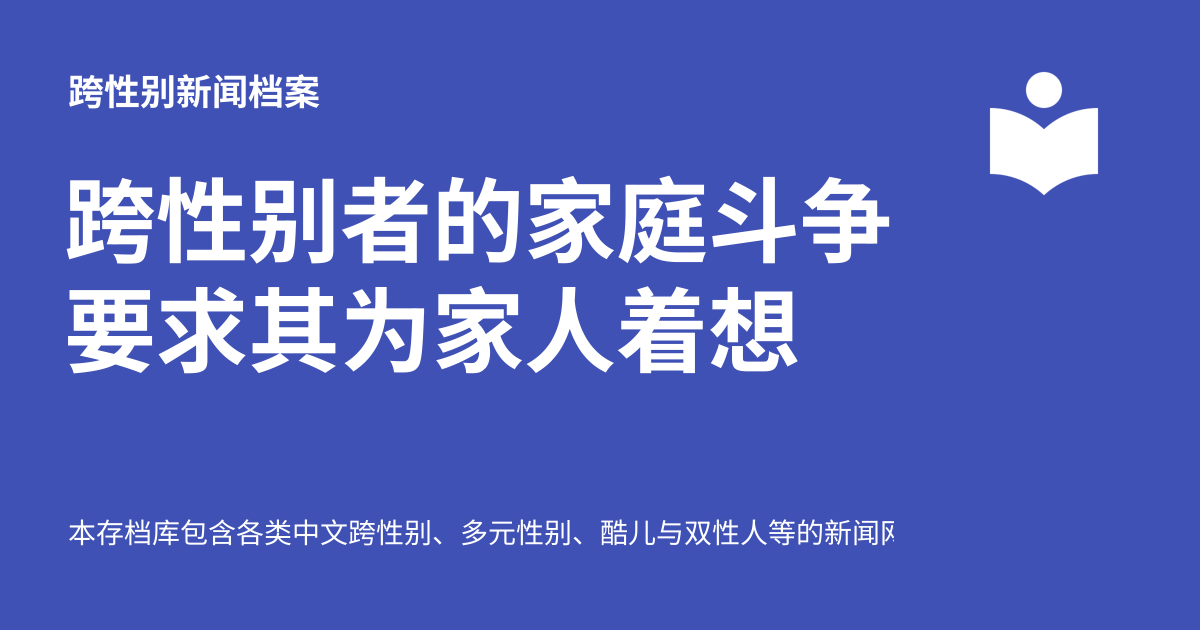 跨性别新闻档案
跨性别者的家庭斗争
要求其为家人着想
本存档库包含各类中文跨性别、多元性别、酷儿与双性人等的新闻